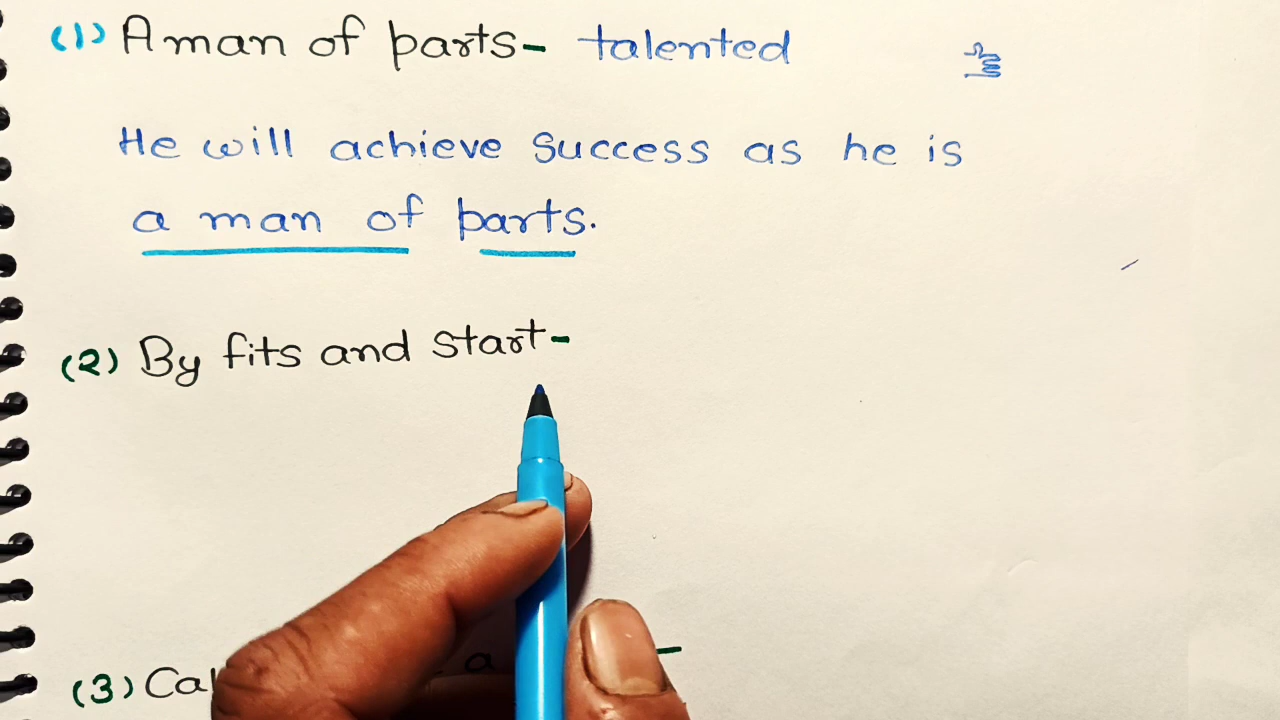 (1) A man of parts- talented
He will achieve success as he is
a man of parts.
(2) By fits and start-
(3) a -